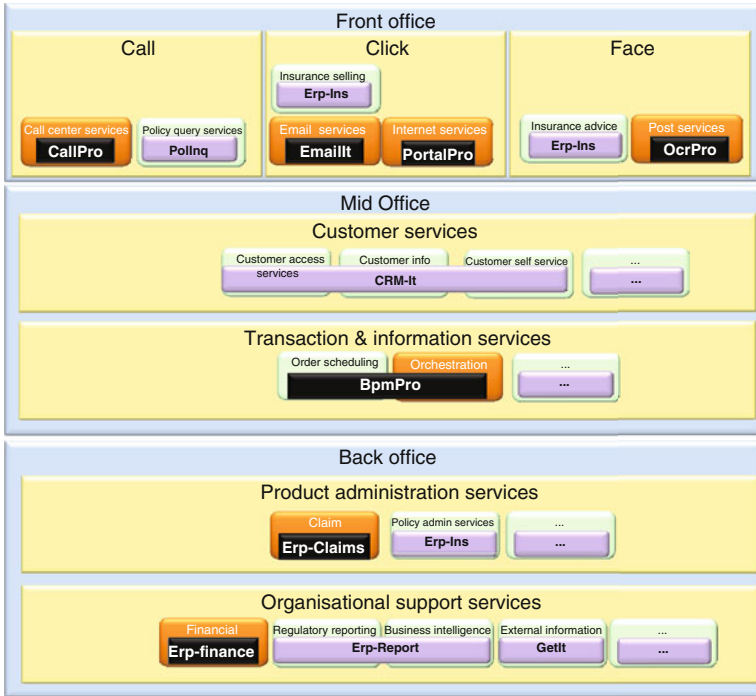 Front office
Call
Click
Face
Insurance selling
Erp-Ins
Call center services
CallPro
Policy query services
PolInq
Email services
EmailIt
Internet services
PortalPro
Insurance advice
Erp-Ins
Post services
OcrPro
Mid Office
Customer services
Customer access
services
Customer info
Customer self service
CRM-It
...
...
Transaction & information services
Order scheduling
Orchestration
BpmPro
...
...
Back office
Product administration services
Claim
Erp-Claims
Policy admin services
Erp-Ins
...
...
Organisational support services
Financial
Erp-finance
Regulatory reporting
Business intelligence
Erp-Report
External information
GetIt
...
...